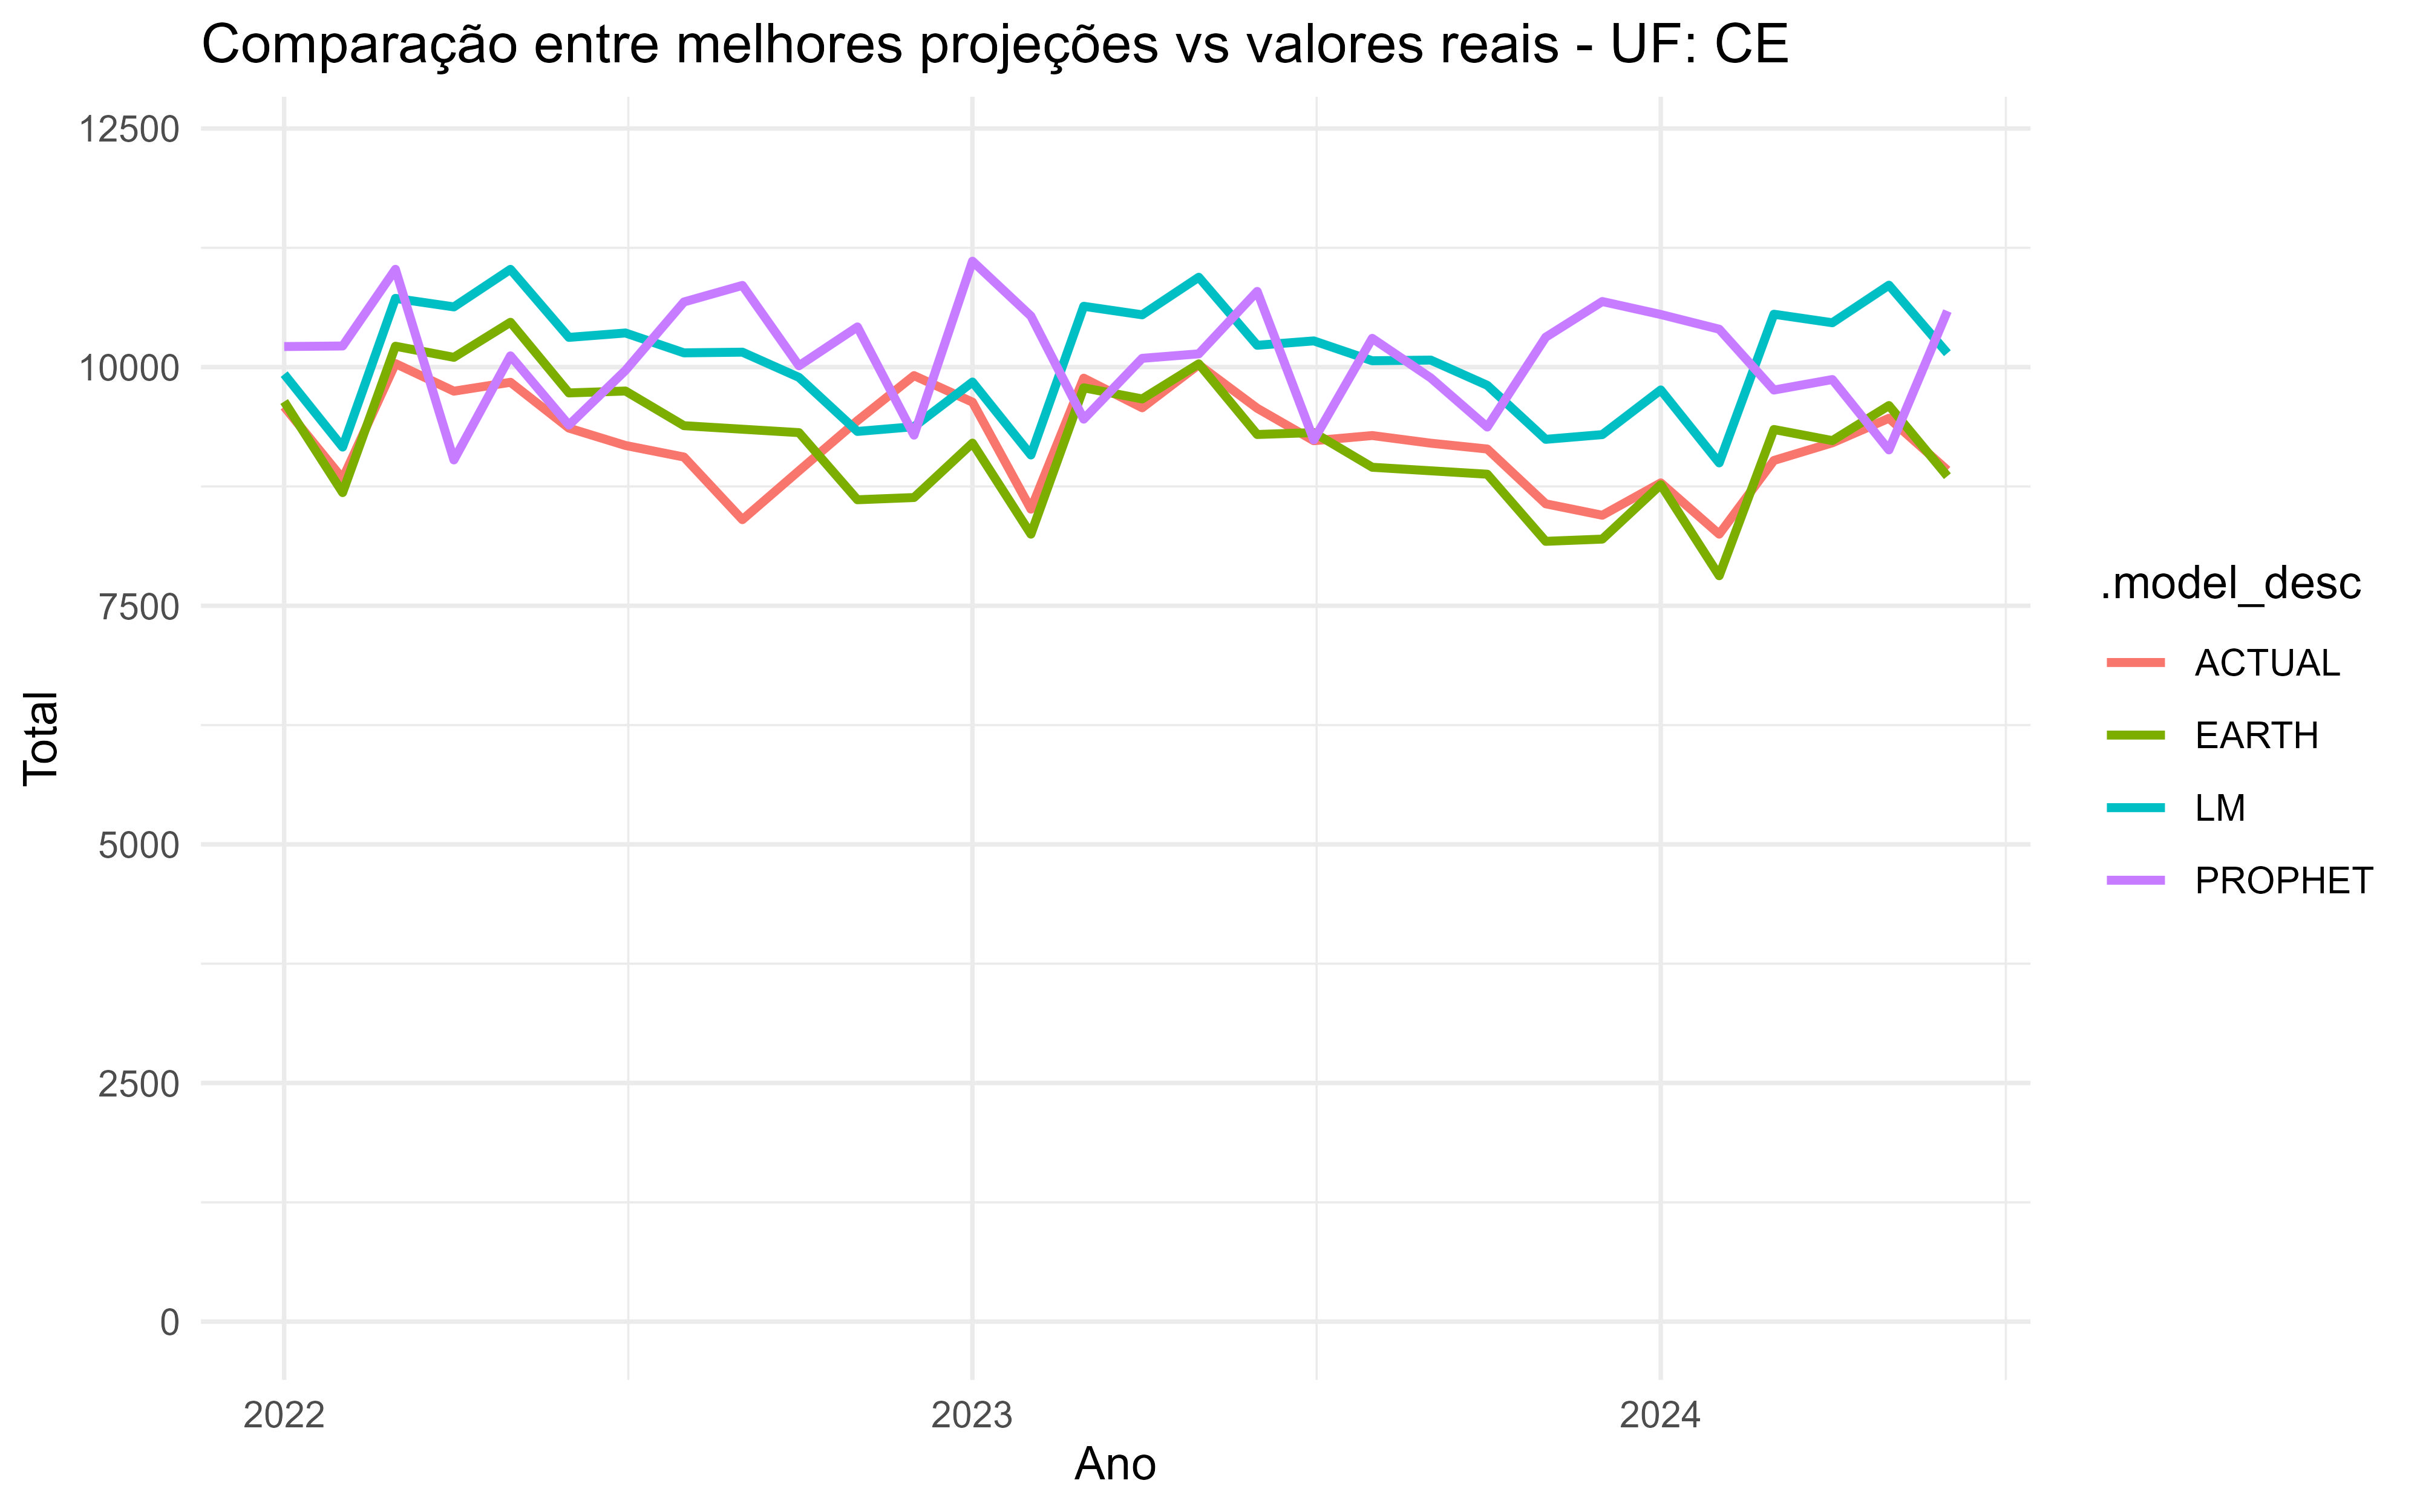 Comparação entre melhores projeções vs valores reais - UF: CE
12500
10000
7500
5000
2500
0
Total
2022
2023
2024
Ano
.model_desc
ACTUAL
EARTH
LM
PROPHET